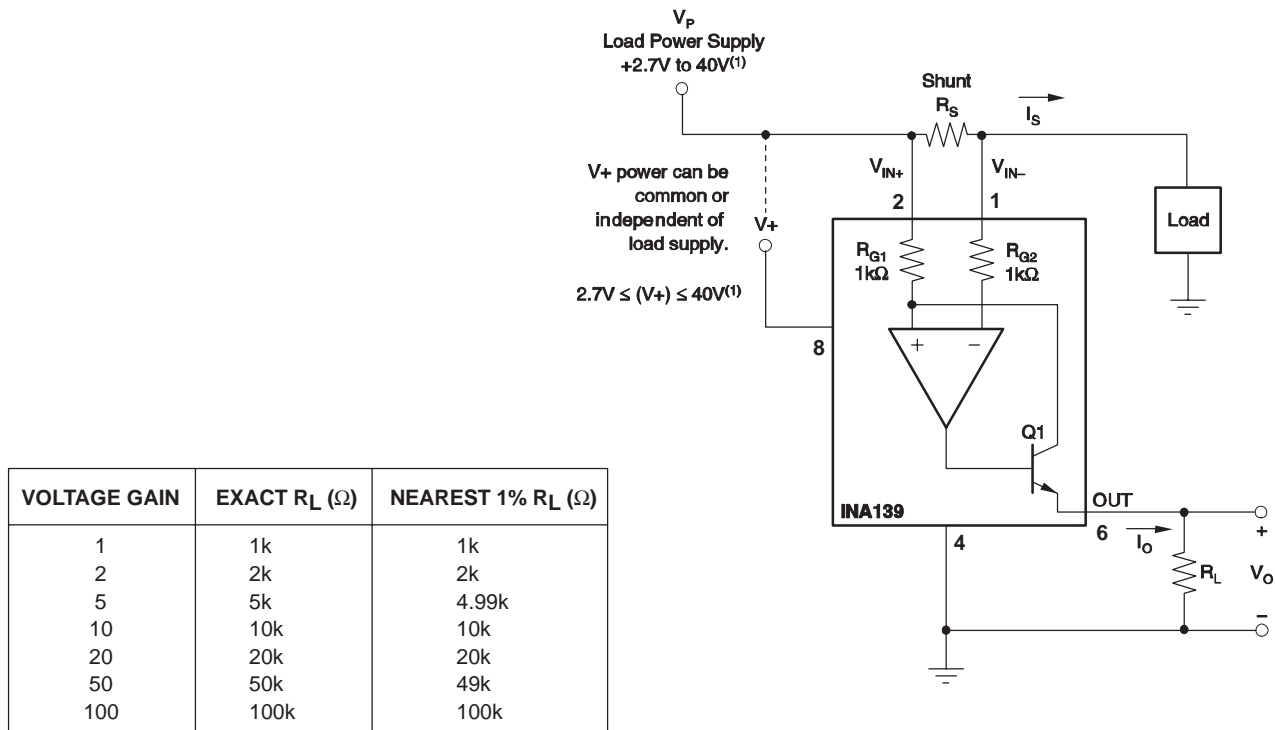 V_P
Load Power Supply
+2.7V to 40V(1)
Shunt
R_S
I_S
V+ power can be
common or
independent of
load supply.
V_IN+
V_IN–
2
1
V+
Load
R_G1
1kΩ
R_G2
1kΩ
2.7V ≤ (V+) ≤ 40V(1)
8
+
–
Q1
INA139
OUT
4
6
I_O
+
R_L
V_O
–
VOLTAGE GAIN EXACT R_L (Ω) NEAREST 1% R_L (Ω)
1 1k 1k
2 2k 2k
5 5k 4.99k
10 10k 10k
20 20k 20k
50 50k 49k
100 100k 100k